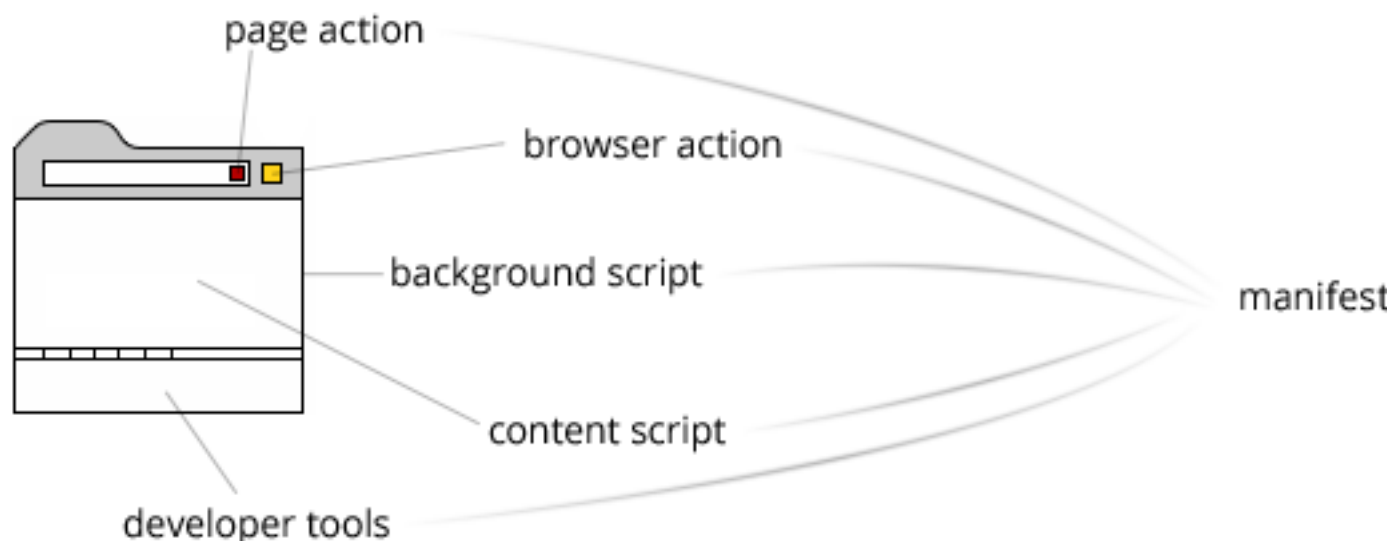 page action
browser action
background script
manifest
content script
developer tools